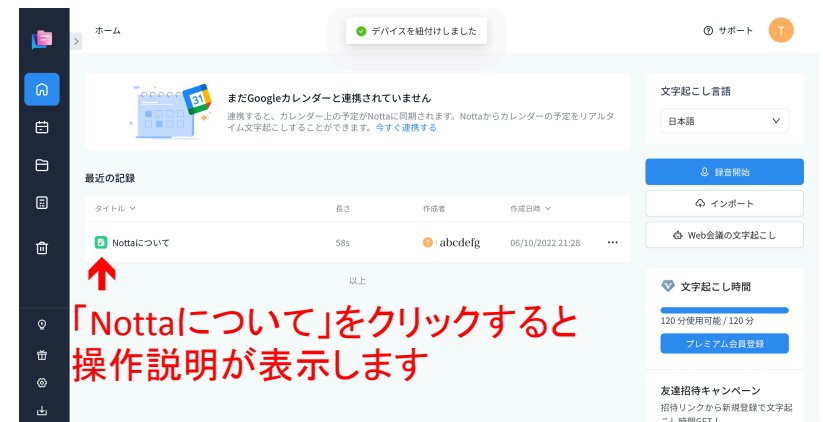 ホーム
デバイスを紐付けしました
サポート
T
31
まだGoogleカレンダーと連携されていません
連携すると、カレンダー上の予定がNottaに同期されます。Nottaからカレンダーの予定をリアルタ
イム文字起こしすることができます。今すぐ連携する
文字起こし言語
日本語
最近の記録
録音開始
インポート
Web会議の文字起こし
タイトル 長さ 作成者 作成日時
Nottaについて 58s T abcdefg 06/10/2022 21:28 ...
以上
「Nottaについて」をクリックすると
操作説明が表示します
文字起こし時間
120 分使用可能 / 120 分
プレミアム会員登録
友達招待キャンペーン
招待リンクから新規登録で文字起
こし時間GET！